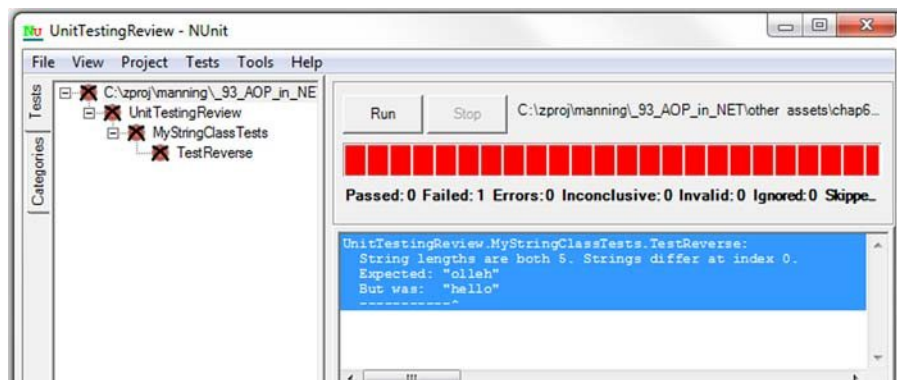 Nu UnitTestingReview - NUnit
File View Project Tests Tools Help
Tests
Categories
C:\zproj\manning\_93_AOP_in_NE
UnitTestingReview
MyStringClassTests
TestReverse
Run Stop C:\zproj\manning\_93_AOP_in_NET\other assets\chap6...
Passed: 0 Failed: 1 Errors: 0 Inconclusive: 0 Invalid: 0 Ignored: 0 Skippe...
UnitTestingReview.MyStringClassTests.TestReverse:
String lengths are both 5. Strings differ at index 0.
Expected: "olleh"
But was: "hello"
-----------^